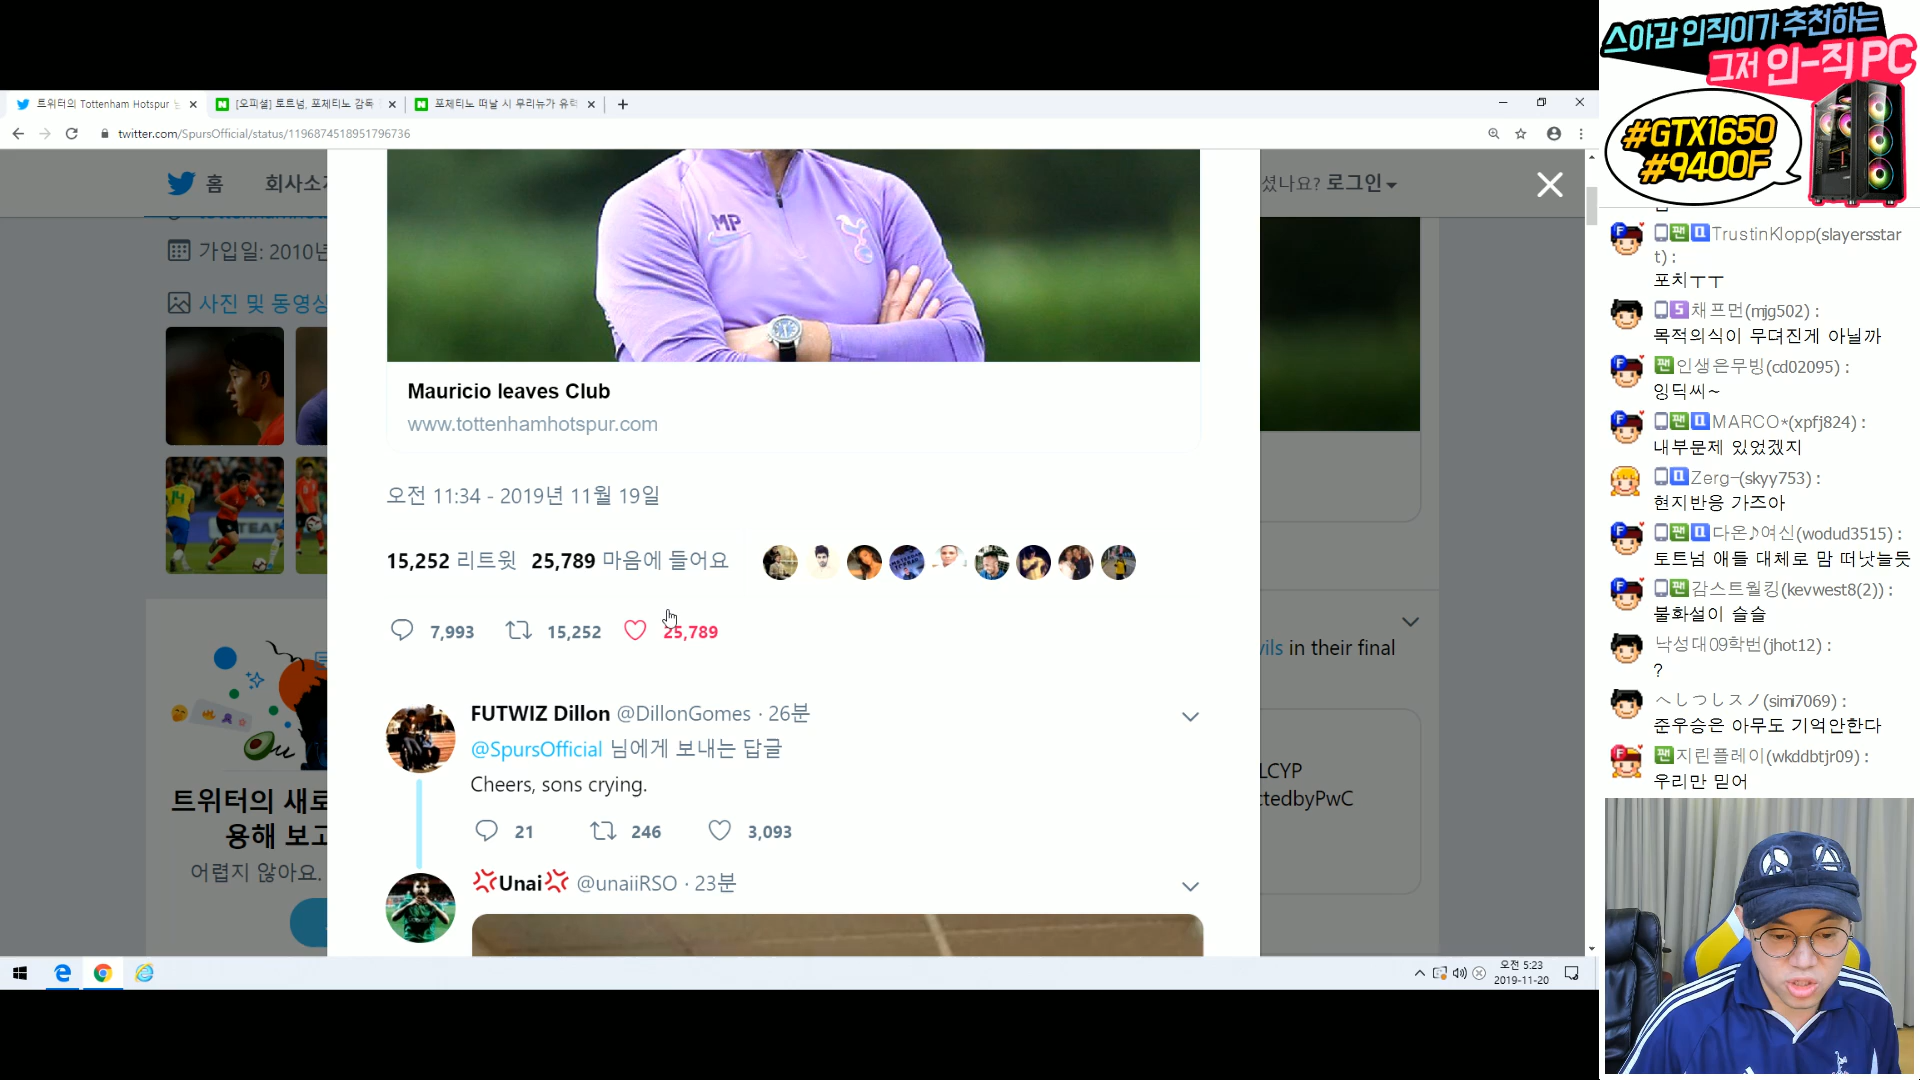 트위터의 Tottenham Hotspur
[오피셜] 토트넘, 포체티노 감독
포체티노 떠날 시 무리뉴가 유력
twitter.com/SpursOfficial/status/1196874518951796736
홈
회사소개
셨나요? 로그인
가입일: 2010년
사진 및 동영상
MP
TEAM
Mauricio leaves Club
www.tottenhamhotspur.com
오전 11:34 - 2019년 11월 19일
15,252 리트윗 25,789 마음에 들어요
7,993 15,252 25,789
vils in their final
FUTWIZ Dillon @DillonGomes · 26분
@SpursOfficial 님에게 보내는 답글
Cheers, sons crying.
21 246 3,093
Unai @unaiiRSO · 23분
LCYP
ctedbyPwC
트위터의 새로
용해 보고
어렵지 않아요.
오전 5:23
2019-11-20
스아감 인직이가 추천하는
그저 인-직 PC
#GTX1650
#9400F
팬 TrustinKlopp(slayersstar
t) :
포치ㅜㅜ
S 채프먼(mjg502) :
목적의식이 무뎌진게 아닐까
팬 인생은무빙(cd02095) :
잉딕씨~
팬 MARCO*(xpfj824) :
내부문제 있었겠지
Zerg-(skyy753) :
현지반응 가즈아
팬 다온♪여신(wodud3515) :
토트넘 애들 대체로 맘 떠낫늘듯
팬 감스트월킹(kevwest8(2)) :
불화설이 슬슬
낙성대09학번(jhot12) :
?
へしつしスノ(simi7069) :
준우승은 아무도 기억안한다
팬 지린플레이(wkddbtjr09) :
우리만 믿어